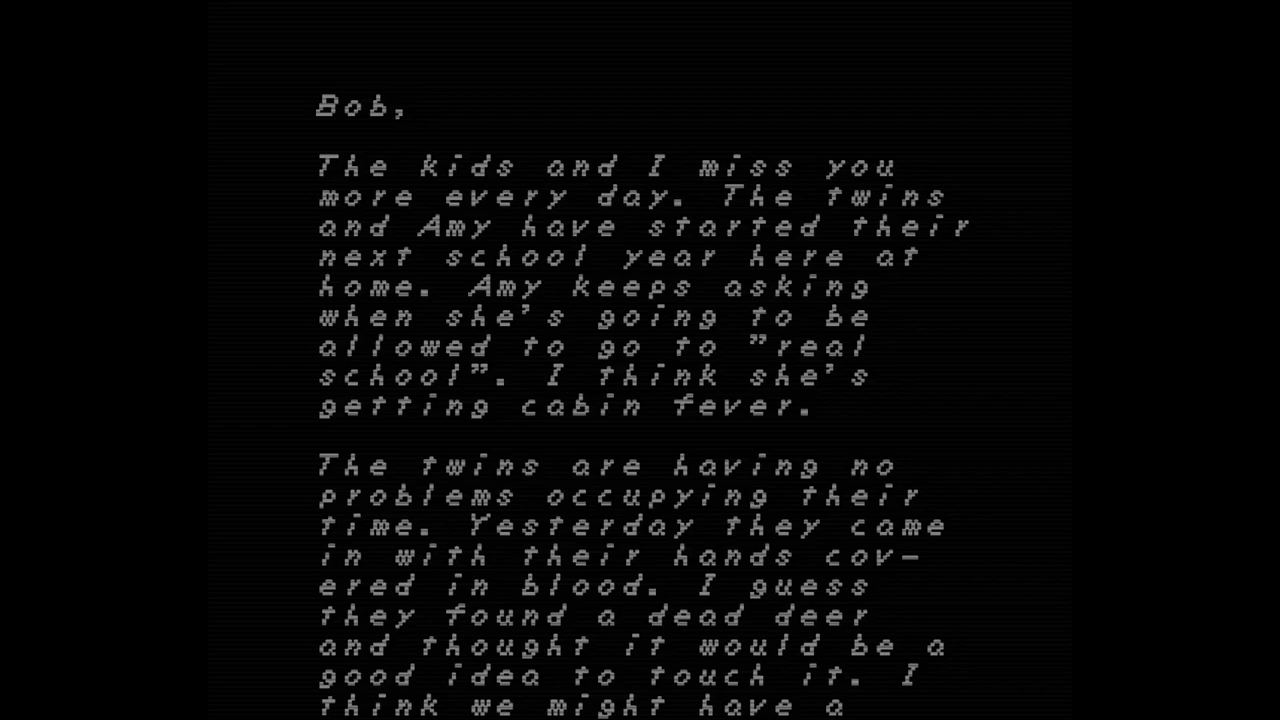 Bob,
The kids and I miss you
more every day. The twins
and Amy have started their
next school year here at
home. Amy keeps asking
when she's going to be
allowed to go to "real
school". I think she's
getting cabin fever.
The twins are having no
problems occupying their
time. Yesterday they came
in with their hands cov-
ered in blood. I guess
they found a dead deer
and thought it would be a
good idea to touch it. I
think we might have a